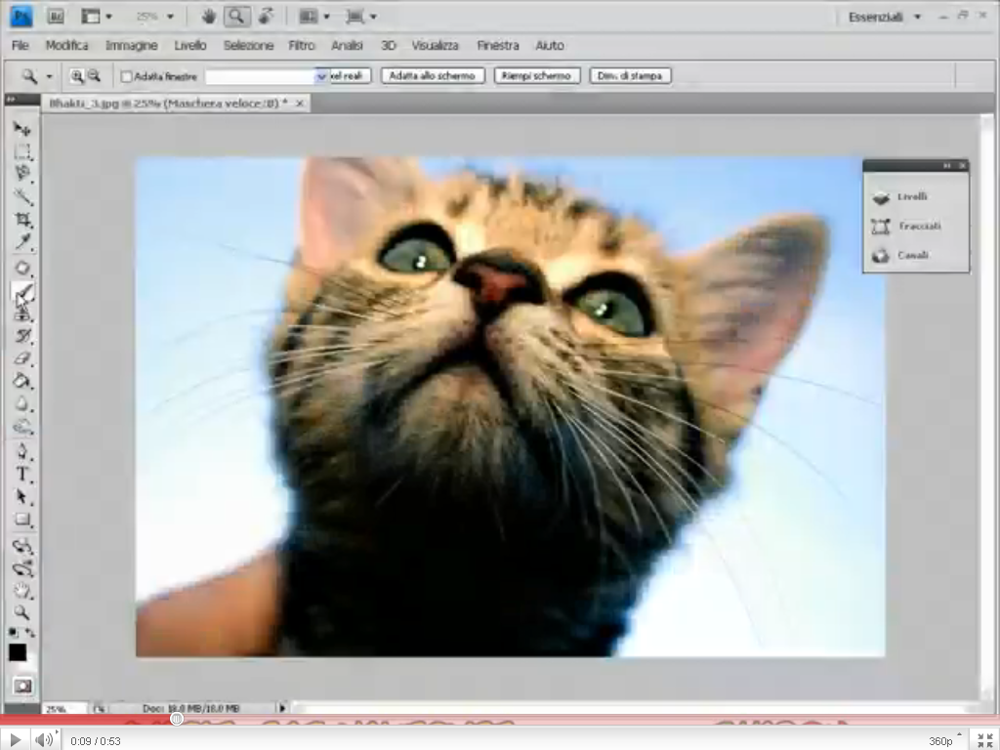 Ps Br 25% Essenziali
File Modifica Immagine Livello Selezione Filtro Analisi 3D Visualizza Finestra Aiuto
Adatta finestre xel reali Adatta allo schermo Riempi schermo Dim. di stampa
Bhakti_3.jpg @ 25% (Maschera veloce/8) *
Livelli
Tracciati
Canali
T
25% Doc: 18.0 MB/18.0 MB
0:09 / 0:53 360p